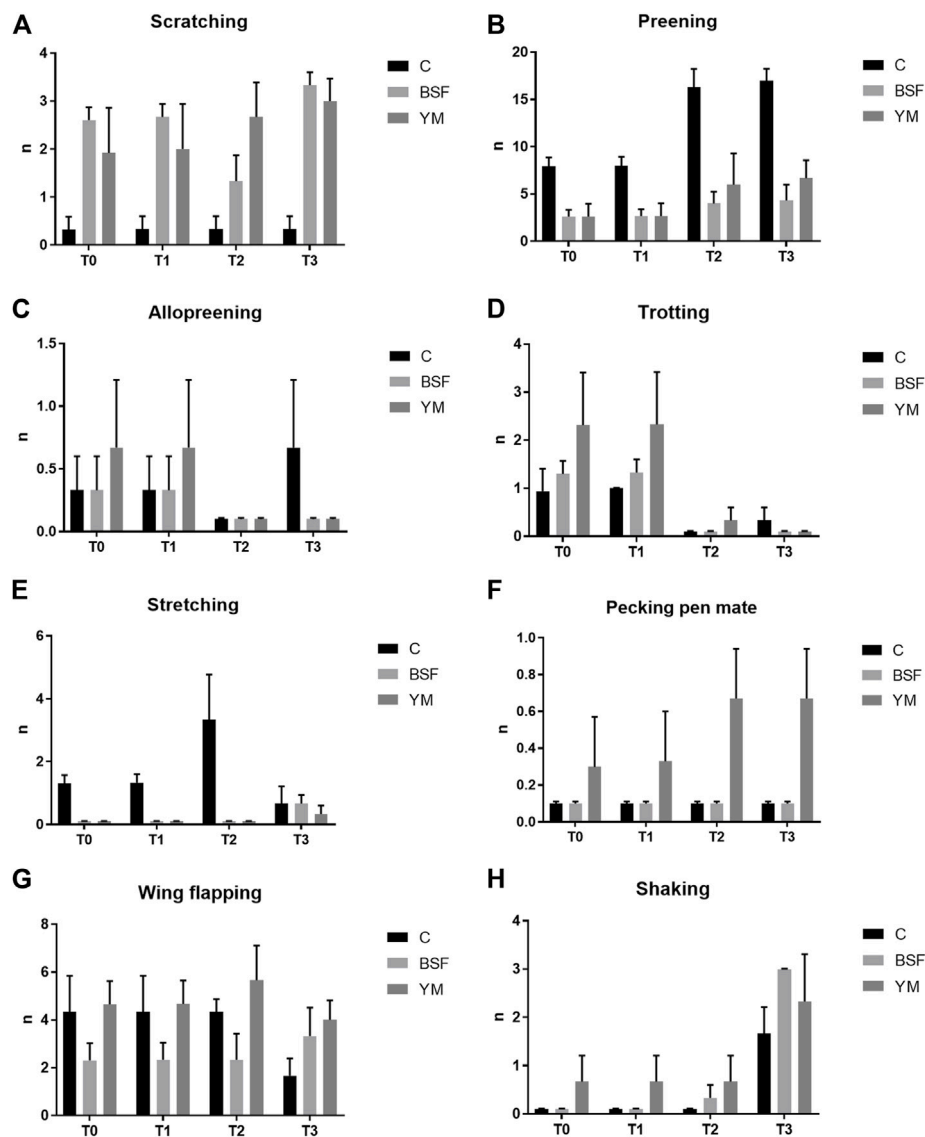 A
Scratching
4
3
2
1
0
n
T0 T1 T2 T3
C
BSF
YM
B
Preening
20
15
10
5
0
n
T0 T1 T2 T3
C
BSF
YM
C
Allopreening
1.5
1.0
0.5
0.0
n
T0 T1 T2 T3
C
BSF
YM
D
Trotting
4
3
2
1
0
n
T0 T1 T2 T3
C
BSF
YM
E
Stretching
6
4
2
0
n
T0 T1 T2 T3
C
BSF
YM
F
Pecking pen mate
1.0
0.8
0.6
0.4
0.2
0.0
n
T0 T1 T2 T3
C
BSF
YM
G
Wing flapping
8
6
4
2
0
n
T0 T1 T2 T3
C
BSF
YM
H
Shaking
4
3
2
1
0
n
T0 T1 T2 T3
C
BSF
YM